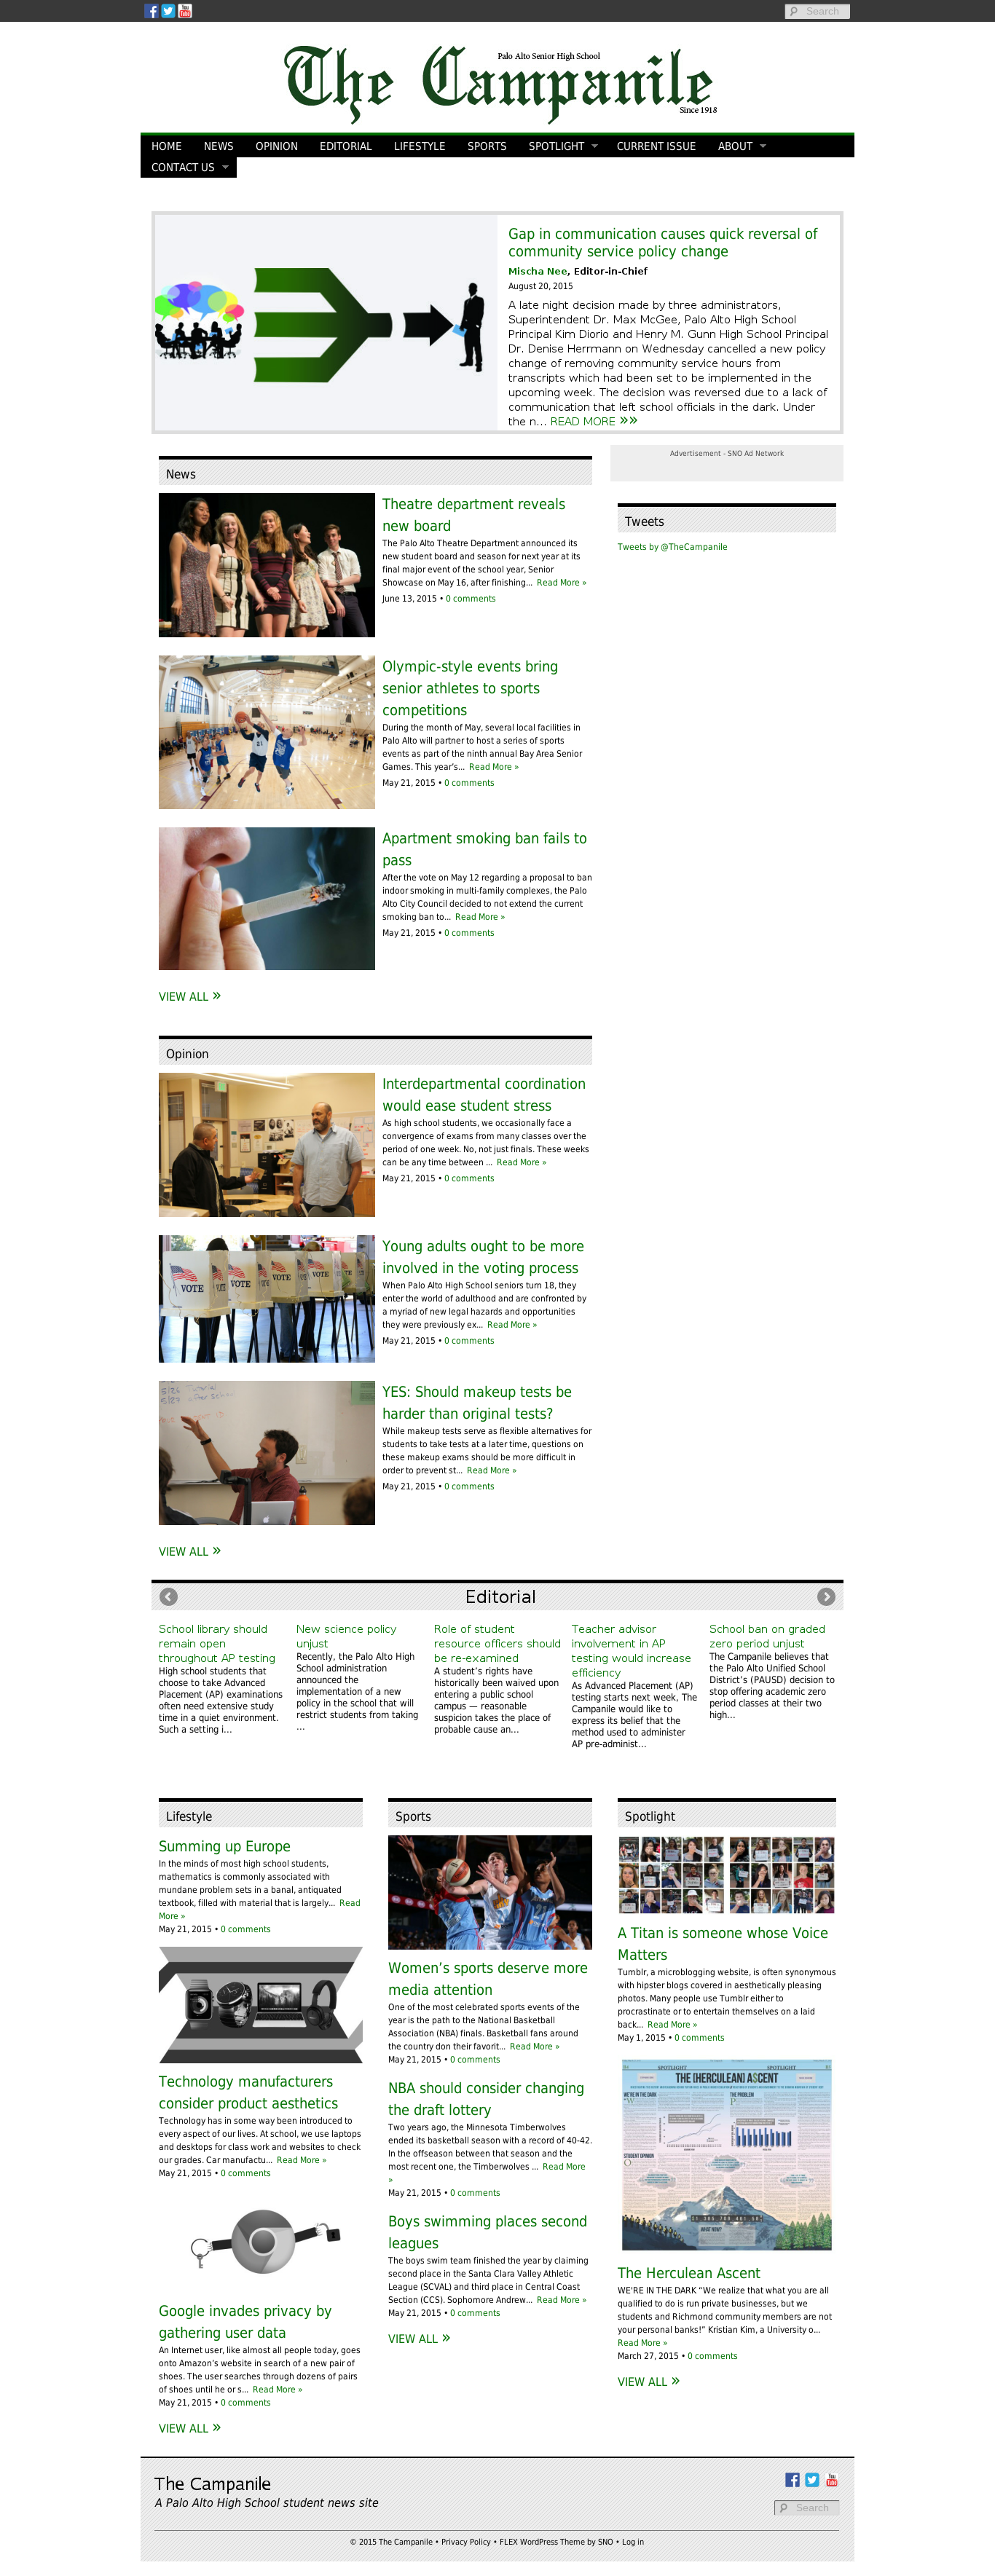 Search
Palo Alto Senior High School
The Campanile
Since 1918
HOME NEWS OPINION EDITORIAL LIFESTYLE SPORTS SPOTLIGHT CURRENT ISSUE ABOUT
CONTACT US
Gap in communication causes quick reversal of
community service policy change
Mischa Nee, Editor-in-Chief
August 20, 2015
A late night decision made by three administrators,
Superintendent Dr. Max McGee, Palo Alto High School
Principal Kim Diorio and Henry M. Gunn High School Principal
Dr. Denise Herrmann on Wednesday cancelled a new policy
change of removing community service hours from
transcripts which had been set to be implemented in the
upcoming week. The decision was reversed due to a lack of
communication that left school officials in the dark. Under
the n... READ MORE »»
Advertisement - SNO Ad Network
Tweets
Tweets by @TheCampanile
News
Theatre department reveals
new board
The Palo Alto Theatre Department announced its
new student board and season for next year at its
final major event of the school year, Senior
Showcase on May 16, after finishing... Read More »
June 13, 2015 • 0 comments
Olympic-style events bring
senior athletes to sports
competitions
During the month of May, several local facilities in
Palo Alto will partner to host a series of sports
events as part of the ninth annual Bay Area Senior
Games. This year's... Read More »
May 21, 2015 • 0 comments
Apartment smoking ban fails to
pass
After the vote on May 12 regarding a proposal to ban
indoor smoking in multi-family complexes, the Palo
Alto City Council decided to not extend the current
smoking ban to... Read More »
May 21, 2015 • 0 comments
VIEW ALL »
Opinion
Interdepartmental coordination
would ease student stress
As high school students, we occasionally face a
convergence of exams from many classes over the
period of one week. No, not just finals. These weeks
can be any time between ... Read More »
May 21, 2015 • 0 comments
VOTE VOTE VOTE VOTE VOTE
Young adults ought to be more
involved in the voting process
When Palo Alto High School seniors turn 18, they
enter the world of adulthood and are confronted by
a myriad of new legal hazards and opportunities
they were previously ex... Read More »
May 21, 2015 • 0 comments
YES: Should makeup tests be
harder than original tests?
While makeup tests serve as flexible alternatives for
students to take tests at a later time, questions on
these makeup exams should be more difficult in
order to prevent st... Read More »
May 21, 2015 • 0 comments
VIEW ALL »
Editorial
School library should
remain open
throughout AP testing
High school students that
choose to take Advanced
Placement (AP) examinations
often need extensive study
time in a quiet environment.
Such a setting i...
New science policy
unjust
Recently, the Palo Alto High
School administration
announced the
implementation of a new
policy in the school that will
restrict students from taking
...
Role of student
resource officers should
be re-examined
A student's rights have
historically been waived upon
entering a public school
campus — reasonable
suspicion takes the place of
probable cause an...
Teacher advisor
involvement in AP
testing would increase
efficiency
As Advanced Placement (AP)
testing starts next week, The
Campanile would like to
express its belief that the
method used to administer
AP pre-administ...
School ban on graded
zero period unjust
The Campanile believes that
the Palo Alto Unified School
District's (PAUSD) decision to
stop offering academic zero
period classes at their two
high...
Lifestyle
Summing up Europe
In the minds of most high school students,
mathematics is commonly associated with
mundane problem sets in a banal, antiquated
textbook, filled with material that is largely... Read
More »
May 21, 2015 • 0 comments
Technology manufacturers
consider product aesthetics
Technology has in some way been introduced to
every aspect of our lives. At school, we use laptops
and desktops for class work and websites to check
our grades. Car manufactu... Read More »
May 21, 2015 • 0 comments
Google invades privacy by
gathering user data
An Internet user, like almost all people today, goes
onto Amazon's website in search of a new pair of
shoes. The user searches through dozens of pairs
of shoes until he or s... Read More »
May 21, 2015 • 0 comments
VIEW ALL »
Sports
Women's sports deserve more
media attention
One of the most celebrated sports events of the
year is the path to the National Basketball
Association (NBA) finals. Basketball fans around
the country don their favorit... Read More »
May 21, 2015 • 0 comments
NBA should consider changing
the draft lottery
Two years ago, the Minnesota Timberwolves
ended its basketball season with a record of 40-42.
In the offseason between that season and the
most recent one, the Timberwolves ... Read More
»
May 21, 2015 • 0 comments
Boys swimming places second
leagues
The boys swim team finished the year by claiming
second place in the Santa Clara Valley Athletic
League (SCVAL) and third place in Central Coast
Section (CCS). Sophomore Andrew... Read More »
May 21, 2015 • 0 comments
VIEW ALL »
Spotlight
A Titan is someone whose Voice
Matters
Tumblr, a microblogging website, is often synonymous
with hipster blogs covered in aesthetically pleasing
photos. Many people use Tumblr either to
procrastinate or to entertain themselves on a laid
back... Read More »
May 1, 2015 • 0 comments
SPOTLIGHT SPOTLIGHT
THE [HERCULEAN] A$CENT
WE'RE IN THE DARK THE PROBLEM
STUDENT OPINION
WHAT NOW?
The Herculean Ascent
WE'RE IN THE DARK "We realize that what you are all
qualified to do is run private businesses, but we
students and Richmond community members are not
your personal banks!" Kristian Kim, a University o...
Read More »
March 27, 2015 • 0 comments
VIEW ALL »
The Campanile
A Palo Alto High School student news site
Search
© 2015 The Campanile • Privacy Policy • FLEX WordPress Theme by SNO • Log in